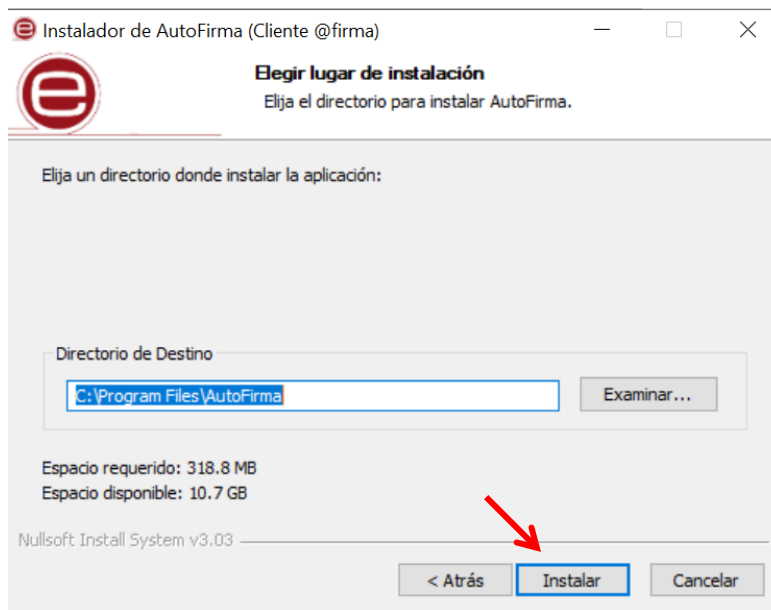 Instalador de AutoFirma (Cliente @firma)
Elegir lugar de instalación
Elija el directorio para instalar AutoFirma.
Elija un directorio donde instalar la aplicación:
Directorio de Destino
C:\Program Files\AutoFirma
Examinar...
Espacio requerido: 318.8 MB
Espacio disponible: 10.7 GB
Nullsoft Install System v3.03
< Atrás
Instalar
Cancelar